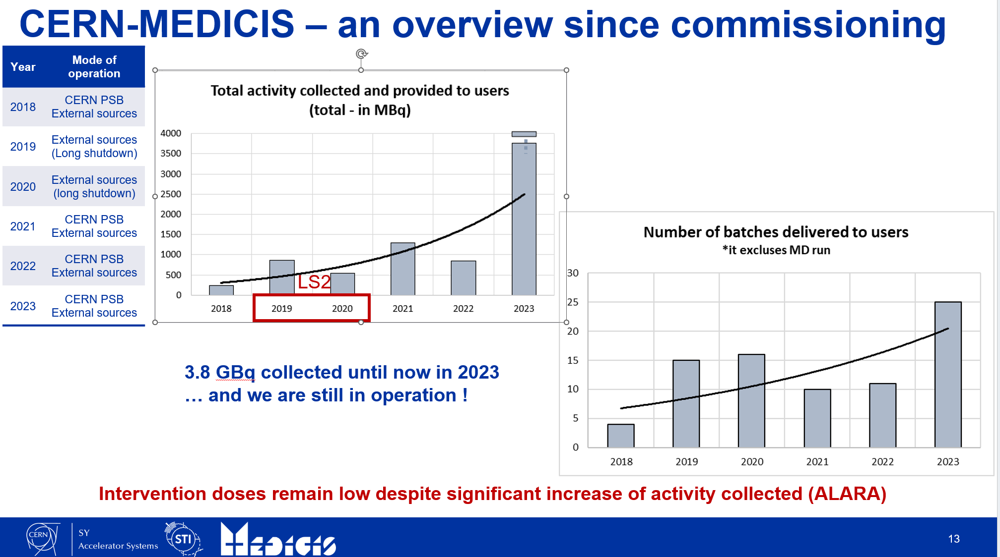 CERN-MEDICIS – an overview since commissioning
Year
Mode of
operation
2018
CERN PSB
External sources
2019
External sources
(Long shutdown)
2020
External sources
(long shutdown)
2021
CERN PSB
External sources
2022
CERN PSB
External sources
2023
CERN PSB
External sources
Total activity collected and provided to users
(total - in MBq)
4000
3500
3000
2500
2000
1500
1000
500
0
LS2
2018 2019 2020 2021 2022 2023
Number of batches delivered to users
*it excluses MD run
30
25
20
15
10
5
0
2018 2019 2020 2021 2022 2023
3.8 GBq collected until now in 2023
… and we are still in operation !
Intervention doses remain low despite significant increase of activity collected (ALARA)
CERN
SY
Accelerator Systems
STI
MEDICIS
13